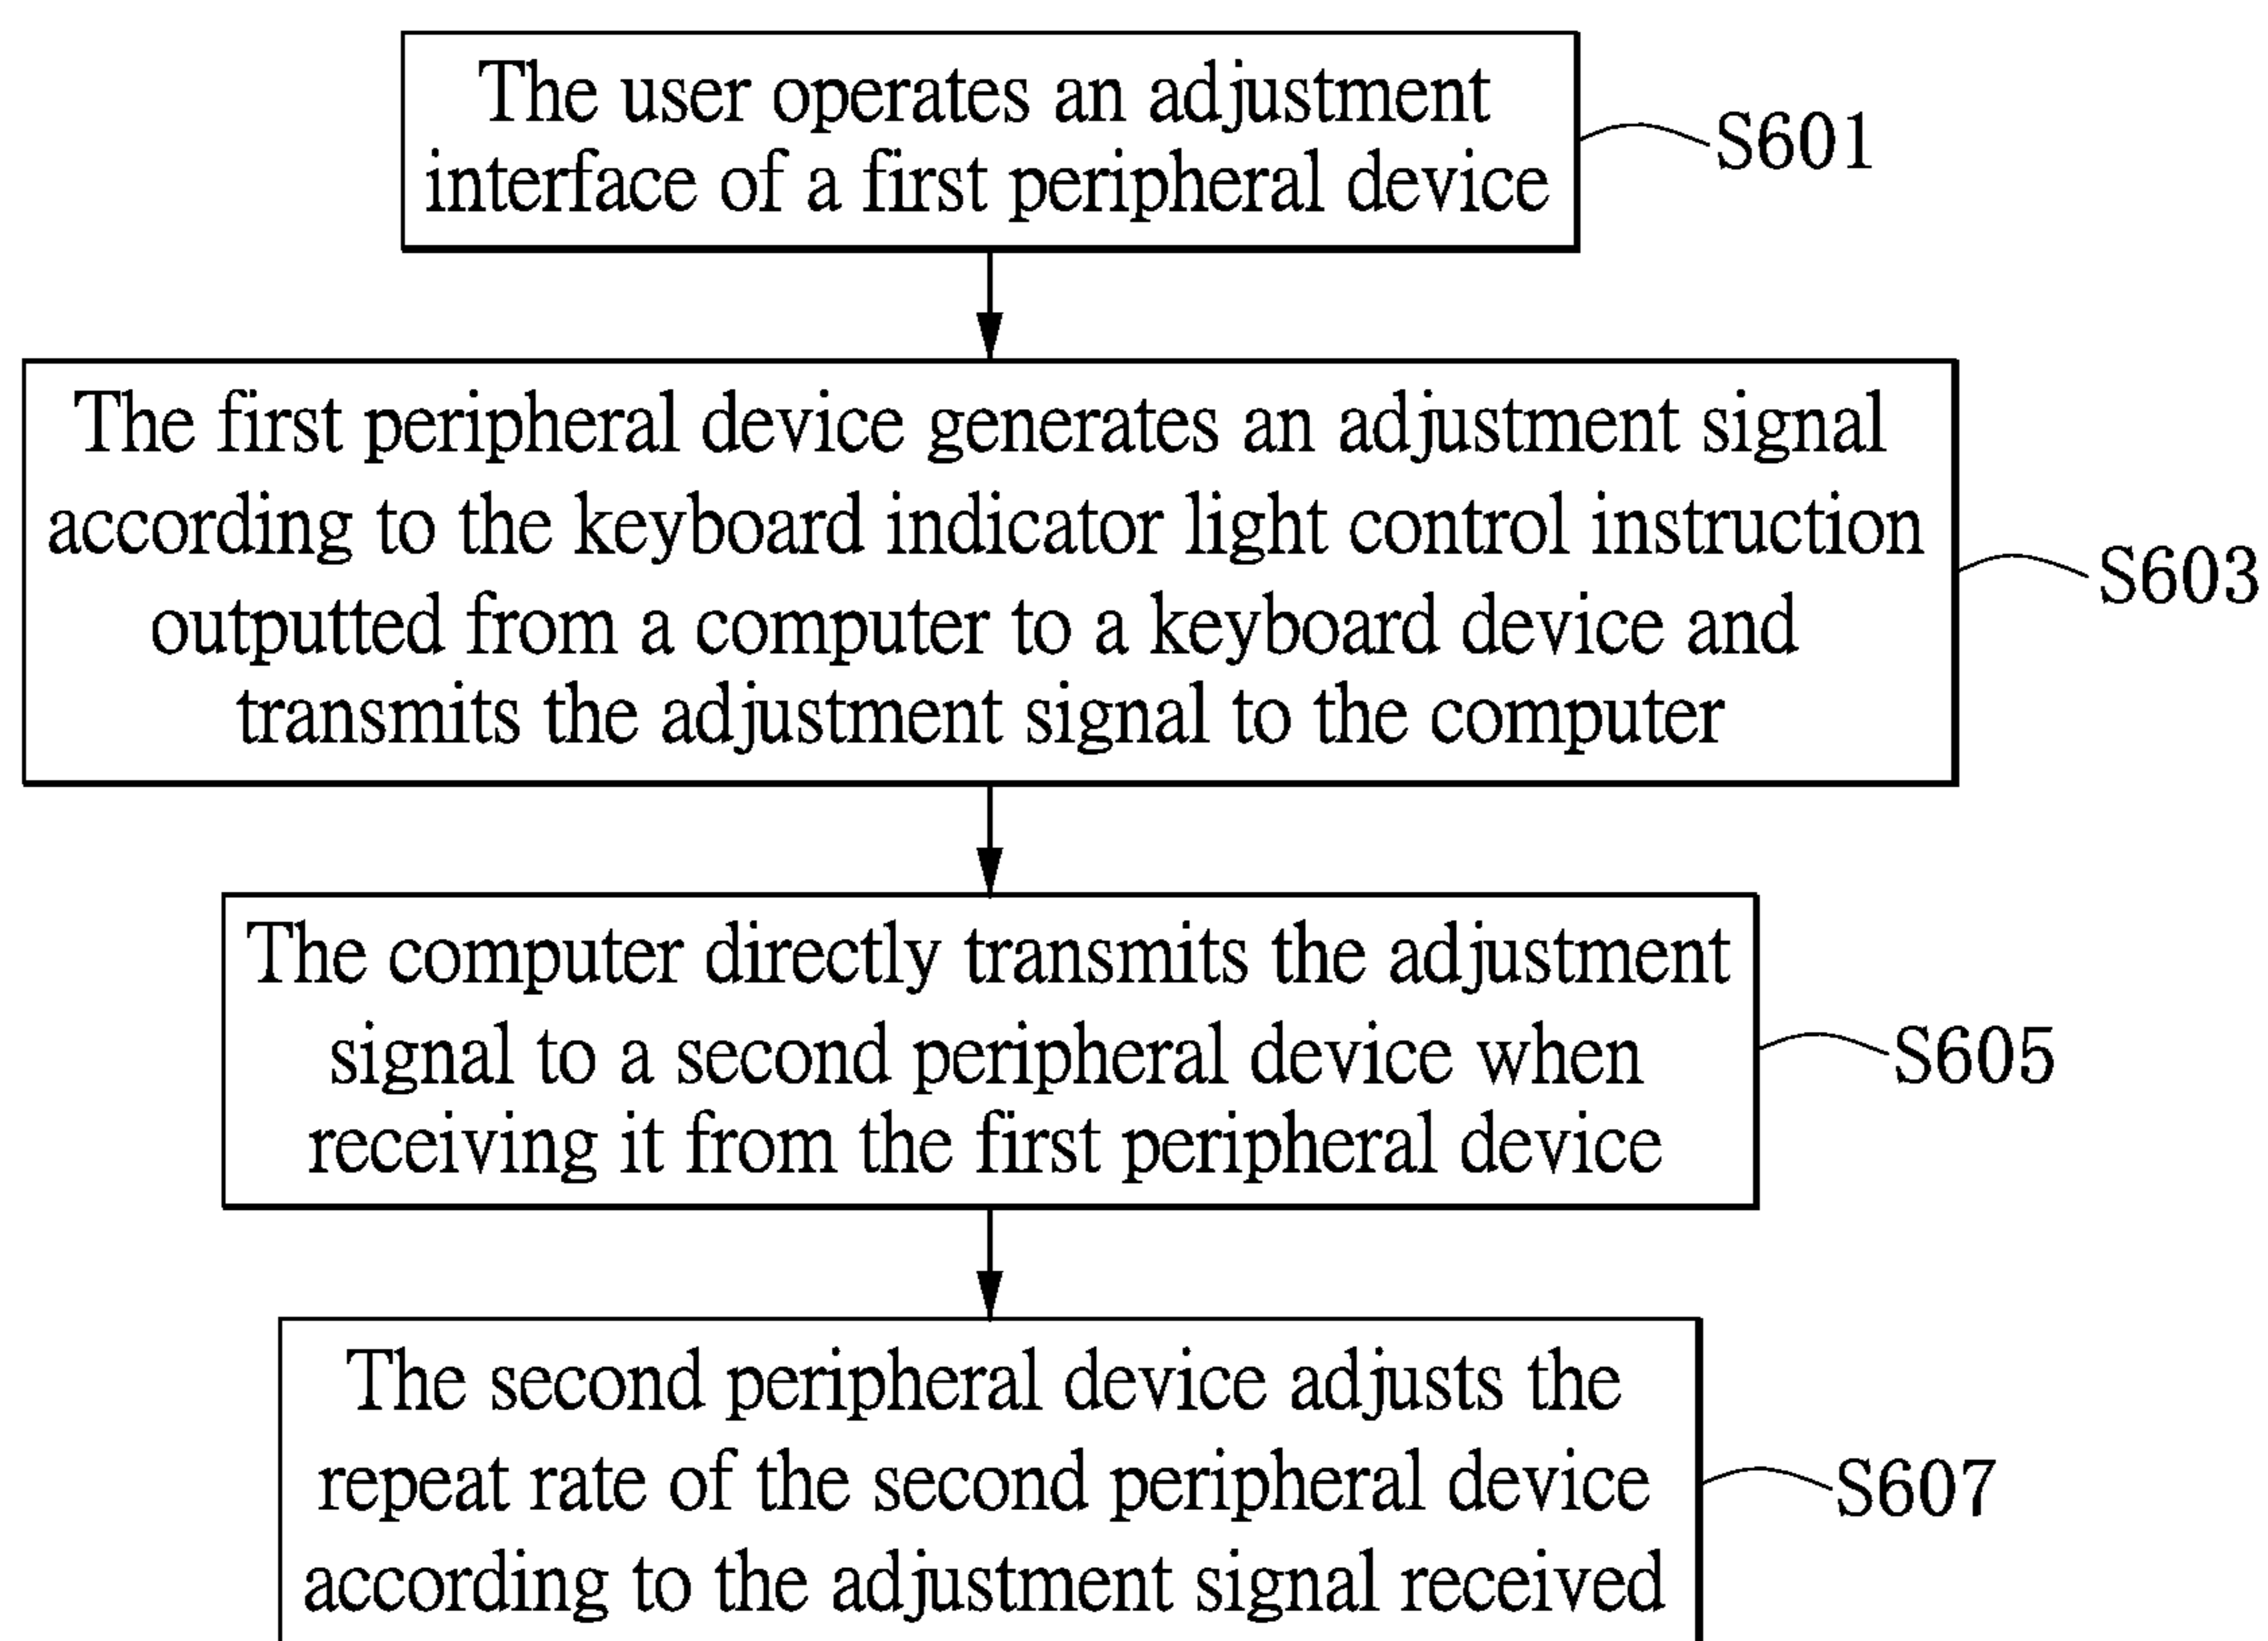 The user operates an adjustment
interface of a first peripheral device
S601
The first peripheral device generates an adjustment signal
according to the keyboard indicator light control instruction
outputted from a computer to a keyboard device and
transmits the adjustment signal to the computer
S603
The computer directly transmits the adjustment
signal to a second peripheral device when
receiving it from the first peripheral device
S605
The second peripheral device adjusts the
repeat rate of the second peripheral device
according to the adjustment signal received
S607